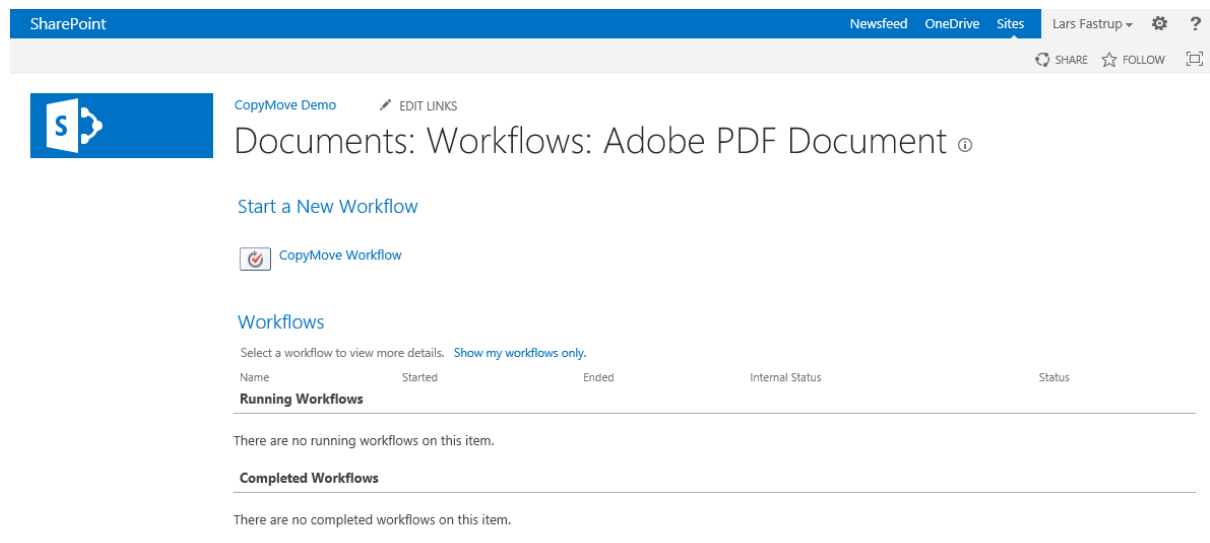 SharePoint Newsfeed OneDrive Sites Lars Fastrup ?
SHARE FOLLOW
S
CopyMove Demo EDIT LINKS
Documents: Workflows: Adobe PDF Document
Start a New Workflow
CopyMove Workflow
Workflows
Select a workflow to view more details. Show my workflows only.
Name Started Ended Internal Status Status
Running Workflows
There are no running workflows on this item.
Completed Workflows
There are no completed workflows on this item.